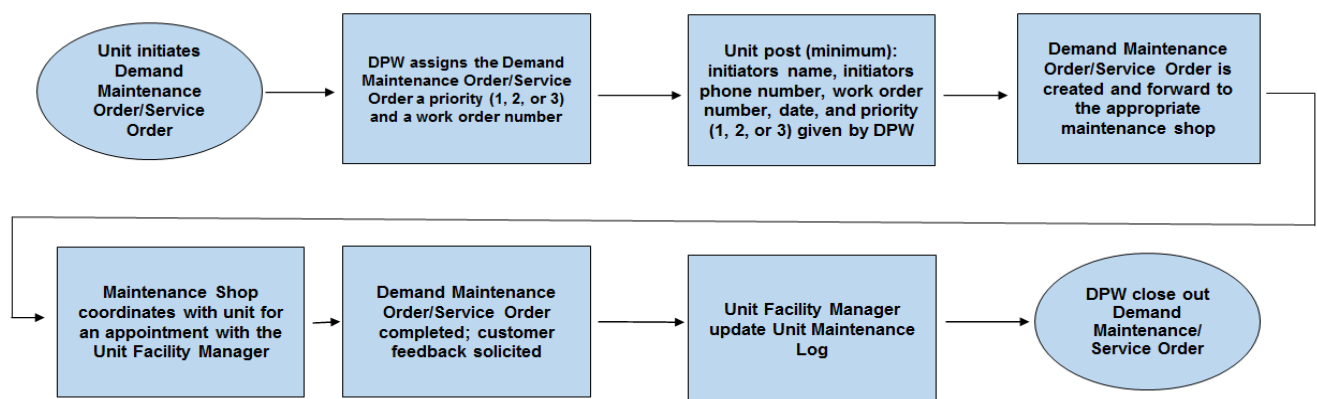 Unit initiates
Demand
Maintenance
Order/Service
Order
DPW assigns the Demand
Maintenance Order/Service
Order a priority (1, 2, or 3)
and a work order number
Unit post (minimum):
initiators name, initiators
phone number, work order
number, date, and priority
(1, 2, or 3) given by DPW
Demand Maintenance
Order/Service Order is
created and forward to
the appropriate
maintenance shop
Maintenance Shop
coordinates with unit for
an appointment with the
Unit Facility Manager
Demand Maintenance
Order/Service Order
completed; customer
feedback solicited
Unit Facility Manager
update Unit Maintenance
Log
DPW close out
Demand
Maintenance/
Service Order